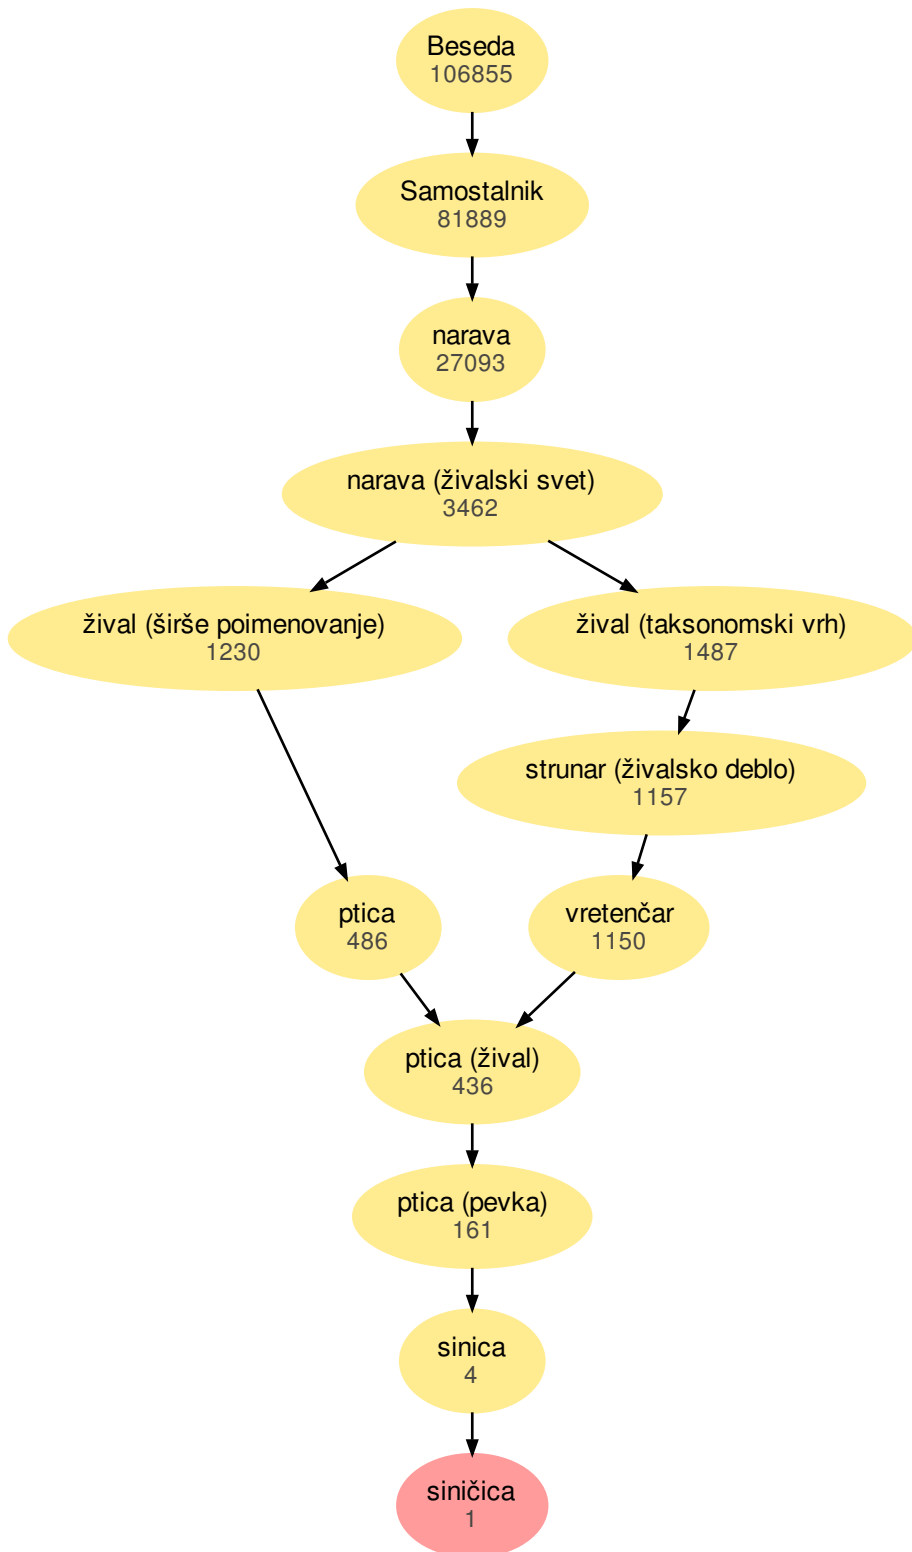 Beseda
106855
Samostalnik
81889
narava
27093
narava (živalski svet)
3462
žival (širše poimenovanje)
1230
žival (taksonomski vrh)
1487
strunar (živalsko deblo)
1157
ptica
486
vretenčar
1150
ptica (žival)
436
ptica (pevka)
161
sinica
4
siničica
1